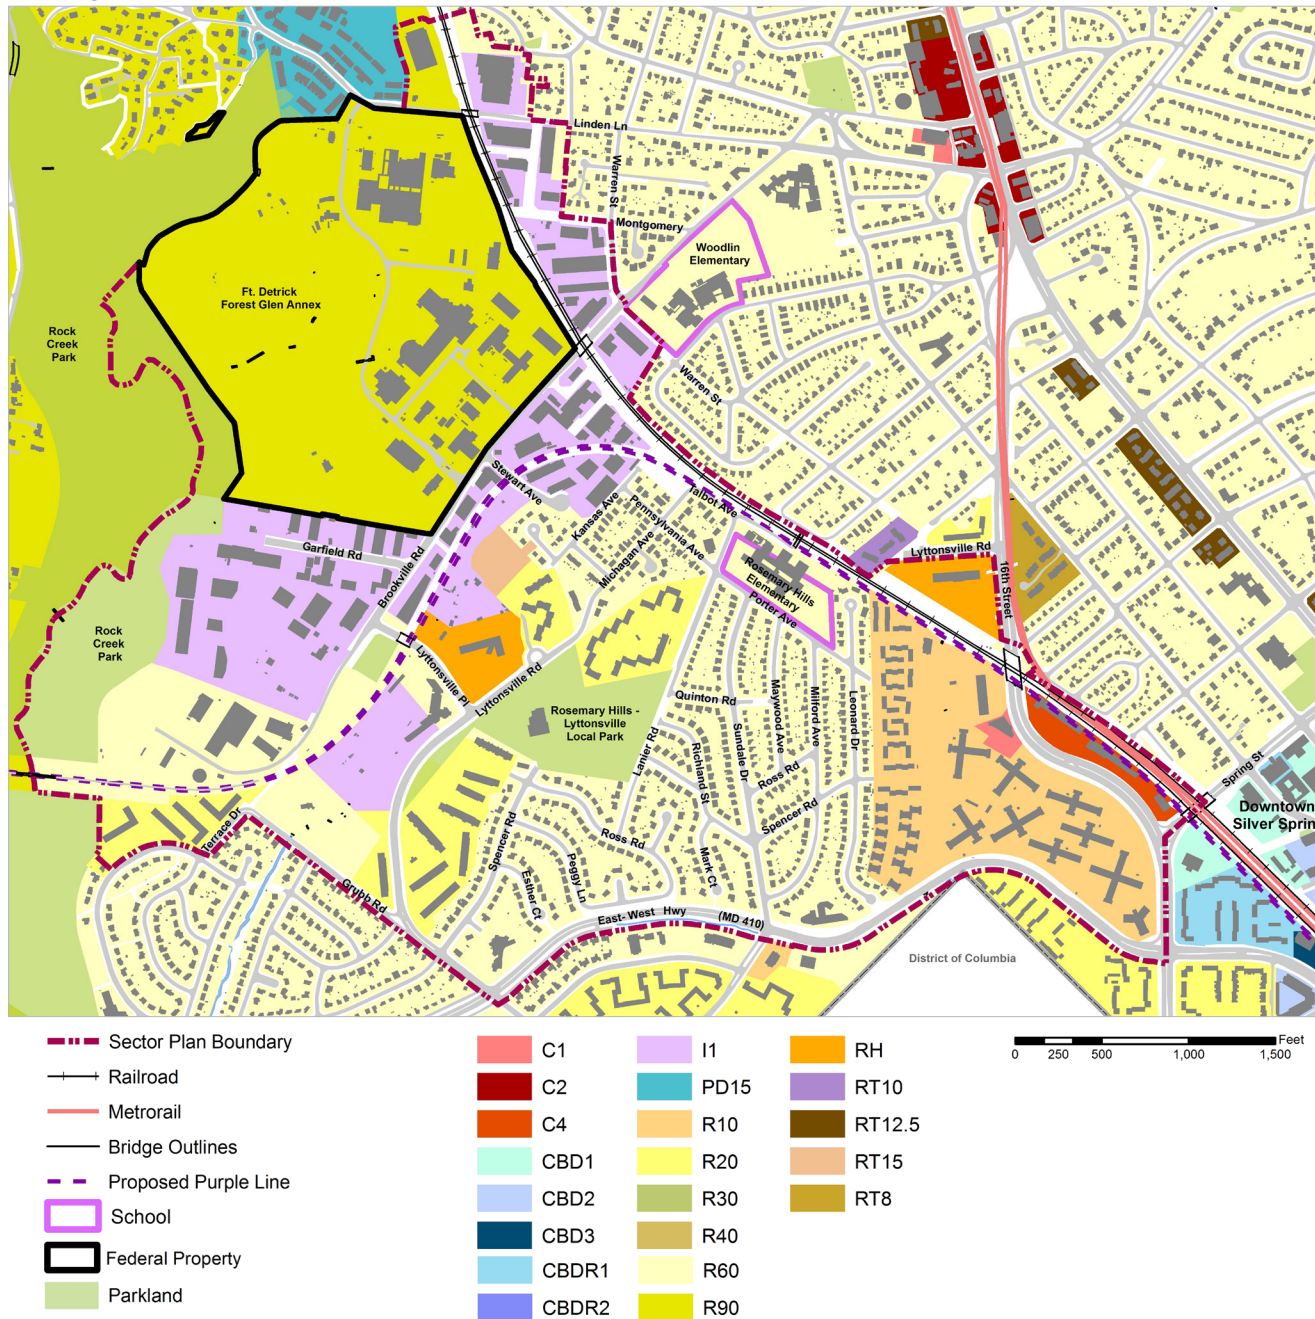 Linden Ln
Warren St
Montgomery
Woodlin
Elementary
Ft. Detrick
Forest Glen Annex
Rock
Creek
Park
Warren St
Stewart Ave
Talbot Ave
Kansas Ave
Pennsylvania Ave
Michagan Ave
Garfield Rd
Brookville Rd
Lyttonsville Rd
16th Street
Rosemary Hills
Elementary
Porter Ave
Rock
Creek
Park
Lyttonsville Pl
Lyttonsville Rd
Rosemary Hills -
Lyttonsville
Local Park
Quinton Rd
Lanier Rd
Richland St
Sundale Dr
Maywood Ave
Milford Ave
Leonard Dr
Ross Rd
Spencer Rd
Spring St
Downtown
Silver Sprin
Terrace Dr
Grubb Rd
Spencer Rd
Esther Ct
Peggy Ln
Ross Rd
Mark Ct
East-West Hwy (MD 410)
District of Columbia
Sector Plan Boundary
Railroad
Metrorail
Bridge Outlines
Proposed Purple Line
School
Federal Property
Parkland
C1
C2
C4
CBD1
CBD2
CBD3
CBDR1
CBDR2
I1
PD15
R10
R20
R30
R40
R60
R90
RH
RT10
RT12.5
RT15
RT8
Feet
0 250 500 1,000 1,500